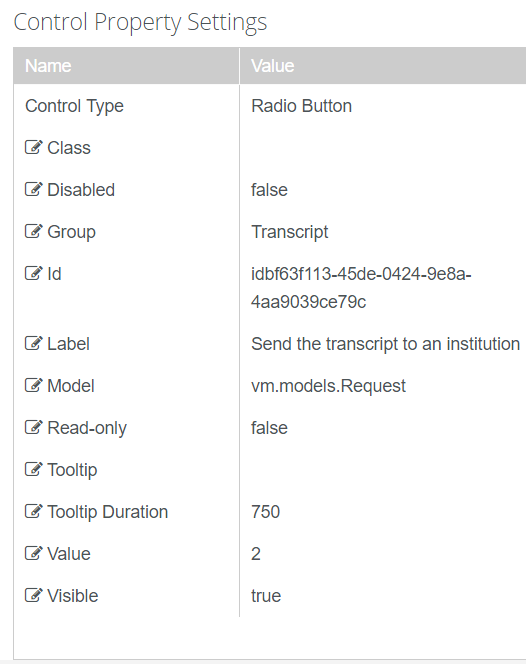 Control Property Settings
Name Value
Control Type Radio Button
Class
Disabled false
Group Transcript
Id idbf63f113-45de-0424-9e8a-
4aa9039ce79c
Label Send the transcript to an institution
Model vm.models.Request
Read-only false
Tooltip
Tooltip Duration 750
Value 2
Visible true